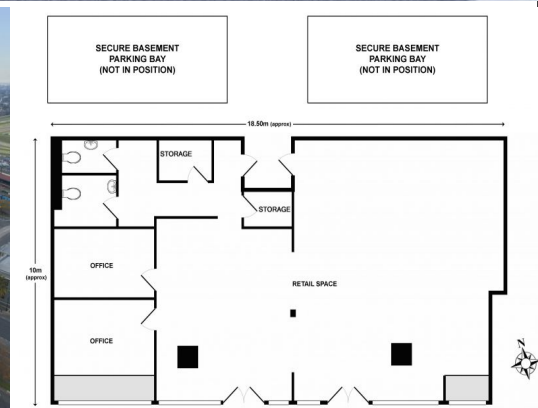 SECURE BASEMENT
PARKING BAY
(NOT IN POSITION)
SECURE BASEMENT
PARKING BAY
(NOT IN POSITION)
18.50m (approx)
STORAGE
STORAGE
OFFICE
10m
(approx)
RETAIL SPACE
OFFICE
N